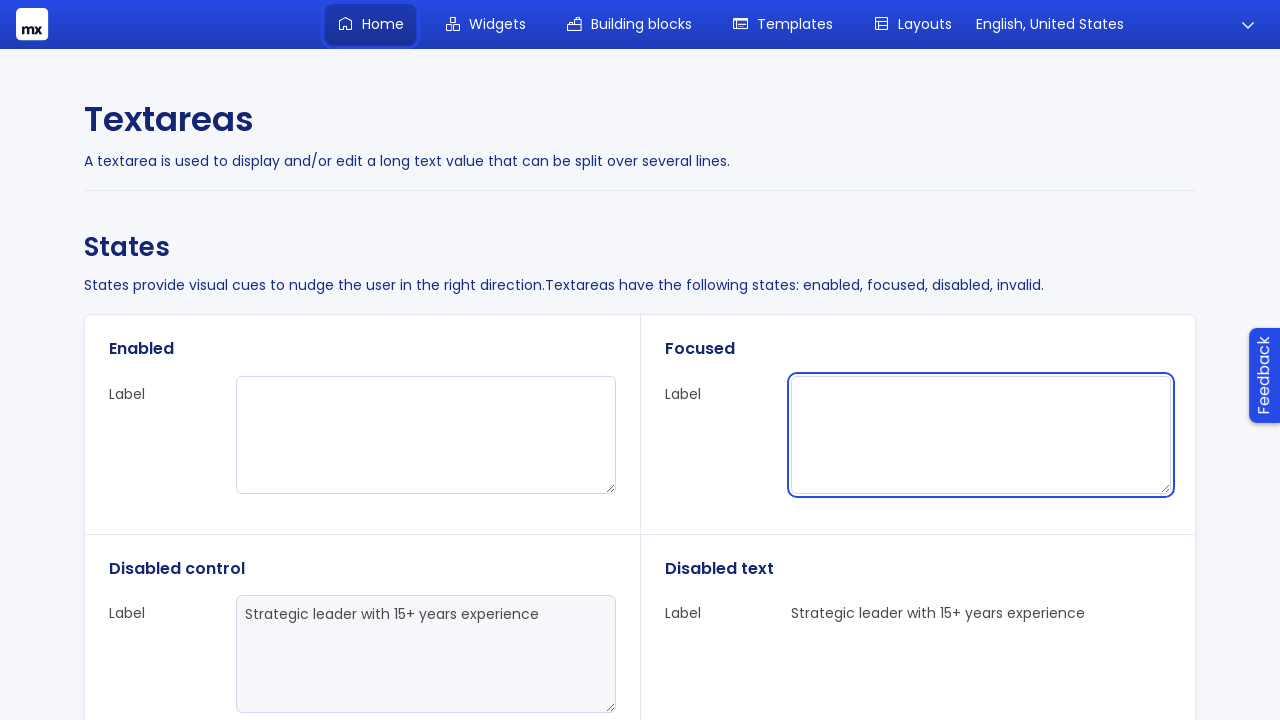 mx
Home
Widgets
Building blocks
Templates
Layouts
English, United States
Textareas
A textarea is used to display and/or edit a long text value that can be split over several lines.
States
States provide visual cues to nudge the user in the right direction.Textareas have the following states: enabled, focused, disabled, invalid.
Enabled
Label
Focused
Label
Feedback
Disabled control
Label
Strategic leader with 15+ years experience
Disabled text
Label
Strategic leader with 15+ years experience